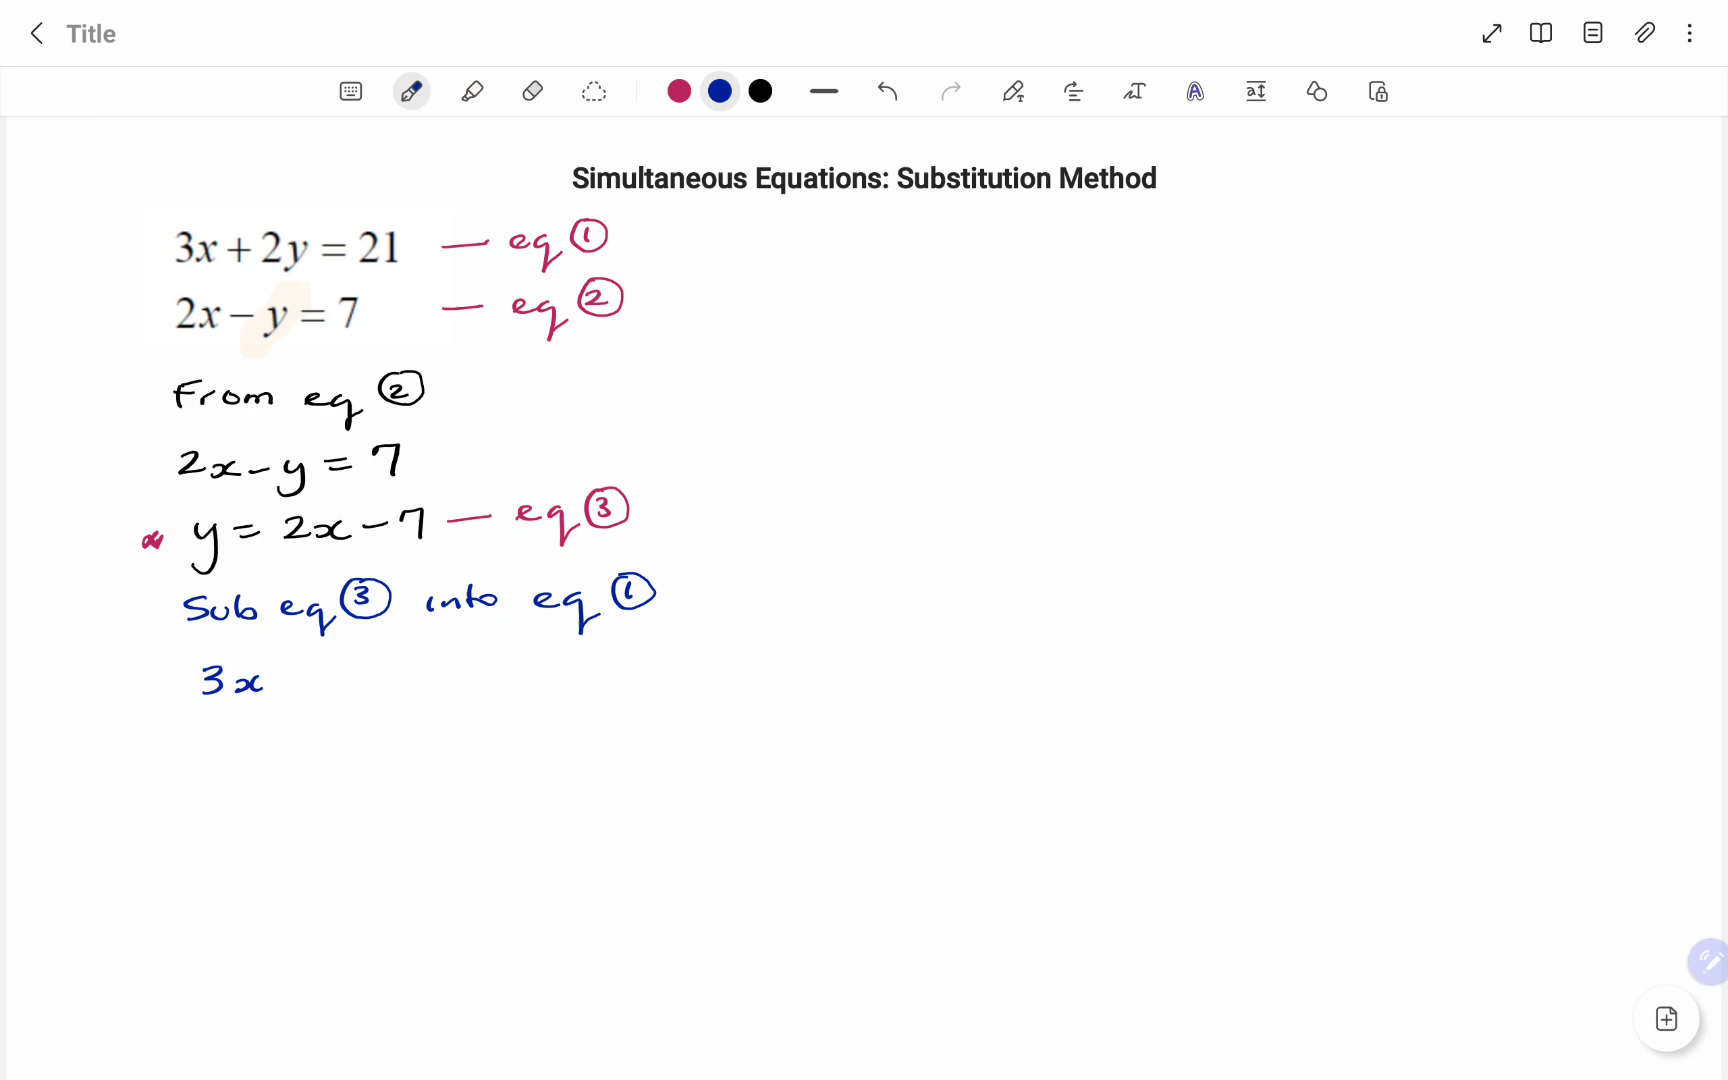 Title
Simultaneous Equations: Substitution Method
3x + 2y = 21 — eq ①
2x − y = 7 — eq ②
From eq ②
2x − y = 7
* y = 2x − 7 — eq ③
Sub eq ③ into eq ①
3x